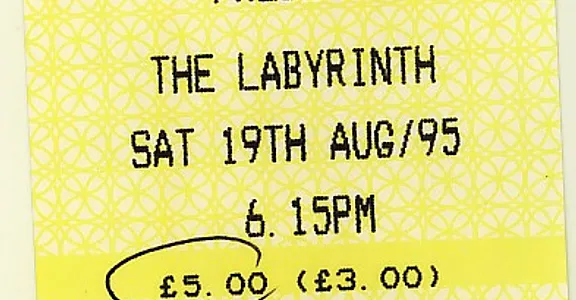 THE LABYRINTH
SAT 19TH AUG/95
6.15PM
£5.00 (£3.00)